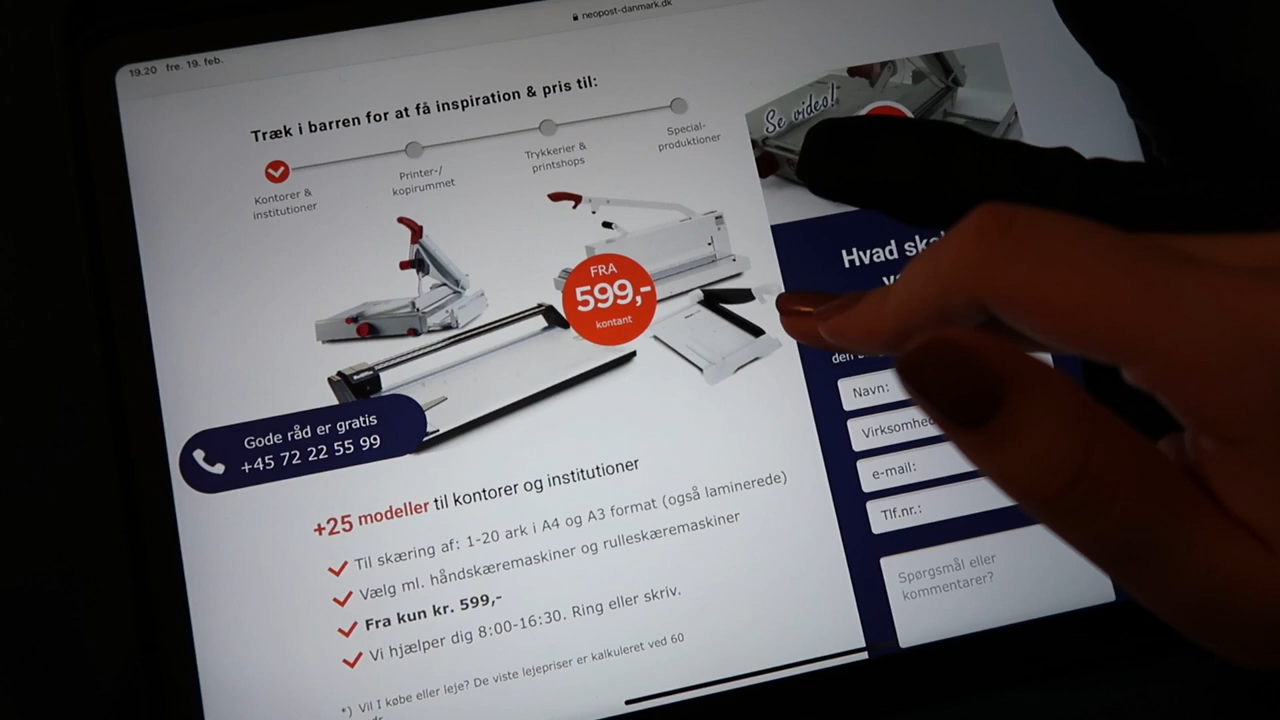 19.20 fre. 19. feb.
neopost-danmark.dk
Træk i barren for at få inspiration & pris til:
Kontorer &
institutioner
Printer-/
kopirummet
Trykkerier &
printshops
Special-
produktioner
FRA
599,-
kontant
Gode råd er gratis
+45 72 22 55 99
+25 modeller til kontorer og institutioner
Til skæring af: 1-20 ark i A4 og A3 format (også laminerede)
Vælg ml. håndskæremaskiner og rulleskæremaskiner
Fra kun kr. 599,-
Vi hjælper dig 8:00-16:30. Ring eller skriv.
*) Vil I købe eller leje? De viste lejepriser er kalkuleret ved 60
Se video!
Hvad
den
Navn:
e-mail:
Tlf.nr.:
Spørgsmål eller
kommentarer?